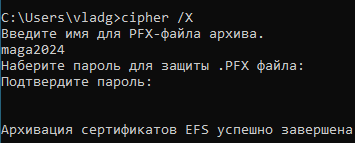 C:\Users\vladg>cipher /X
Введите имя для PFX-файла архива.
maga2024
Наберите пароль для защиты .PFX файла:
Подтвердите пароль:
Архивация сертификатов EFS успешно завершена